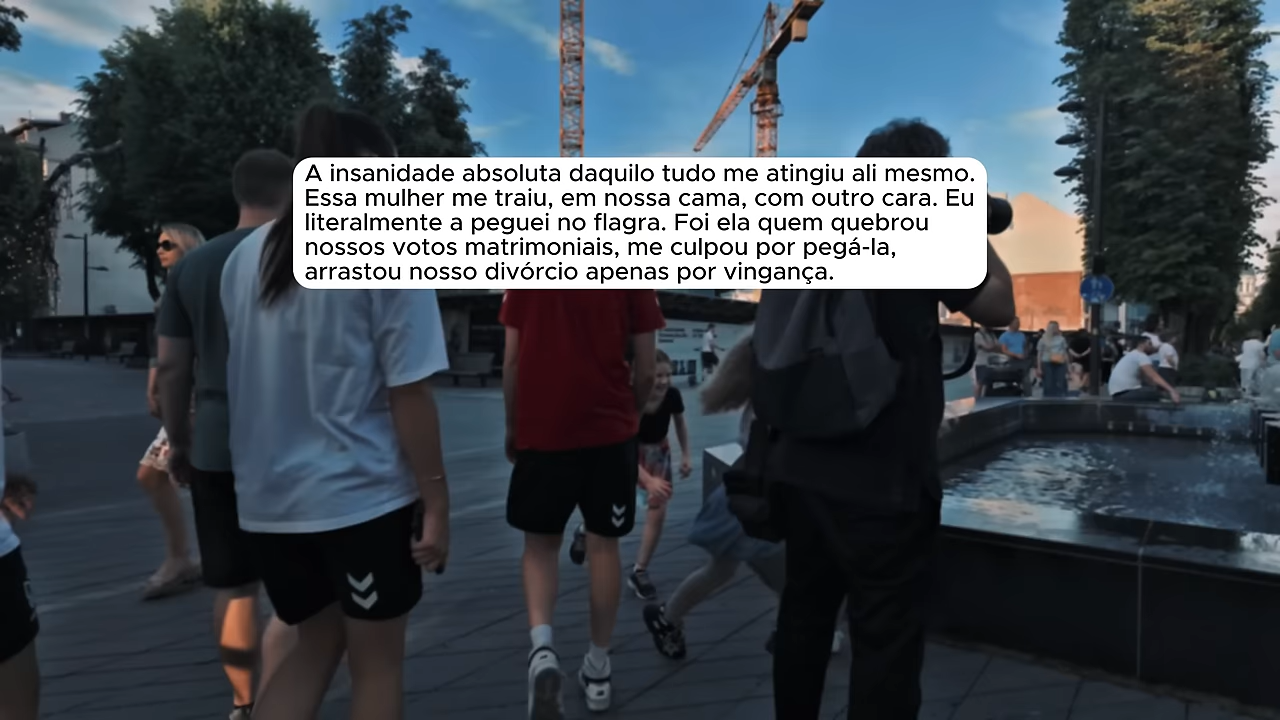 A insanidade absoluta daquilo tudo me atingiu ali mesmo.
Essa mulher me traiu, em nossa cama, com outro cara. Eu
literalmente a peguei no flagra. Foi ela quem quebrou
nossos votos matrimoniais, me culpou por pegá-la,
arrastou nosso divórcio apenas por vingança.